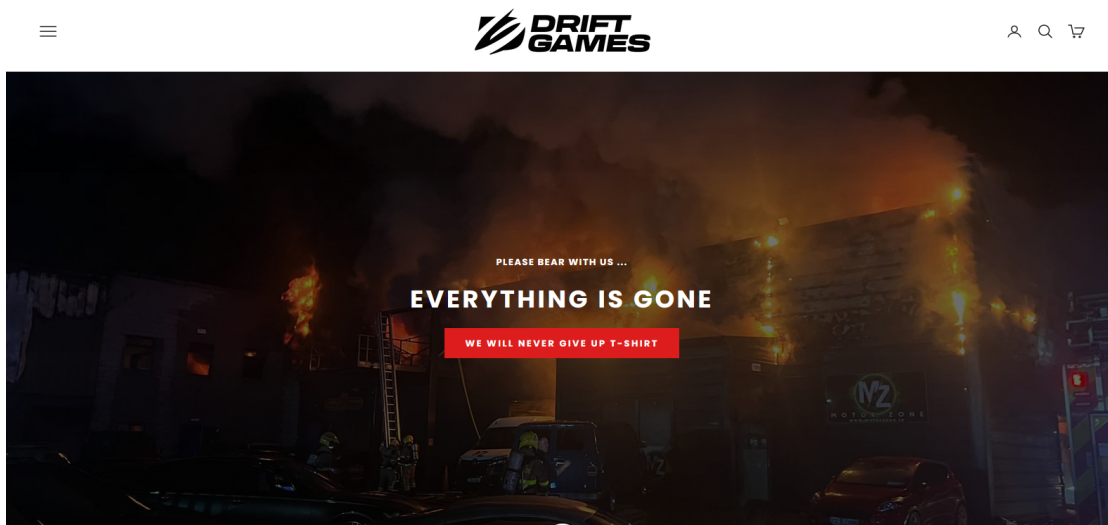 DRIFT
GAMES
PLEASE BEAR WITH US ...
EVERYTHING IS GONE
WE WILL NEVER GIVE UP T-SHIRT
MZ
MOTOR ZONE